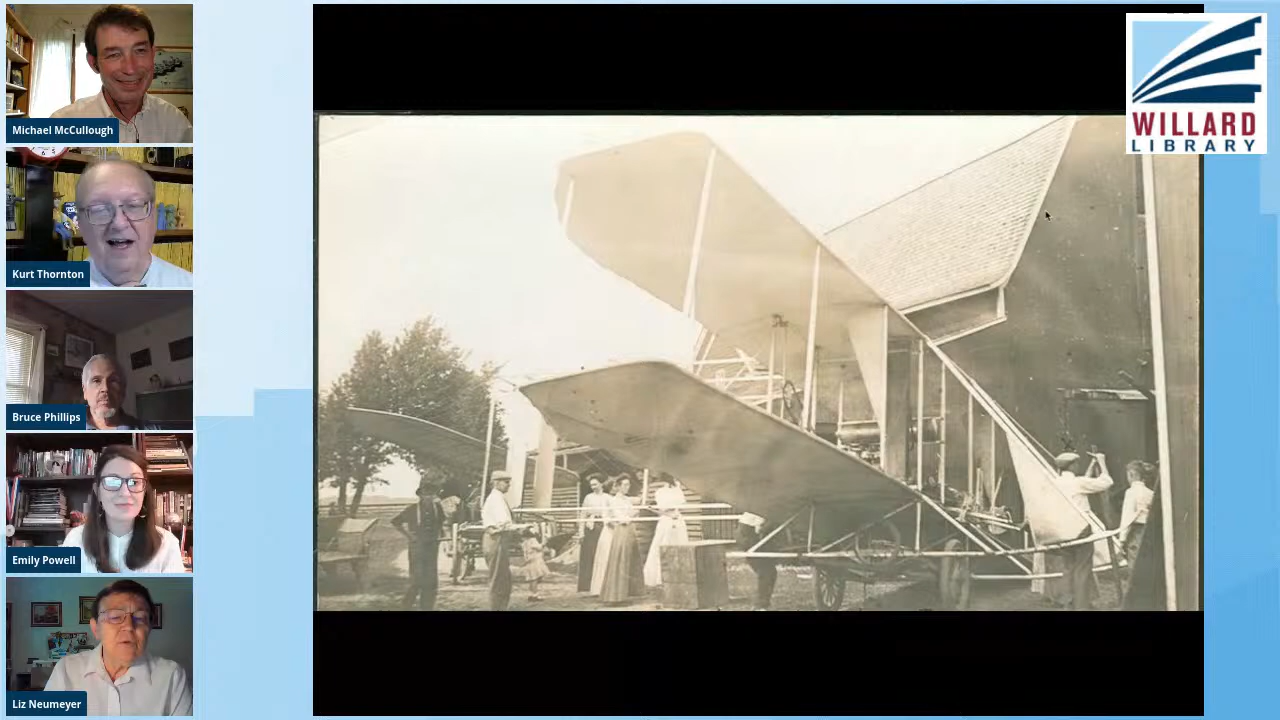 Michael McCullough
Kurt Thornton
Bruce Phillips
Emily Powell
Liz Neumeyer
WILLARD
LIBRARY